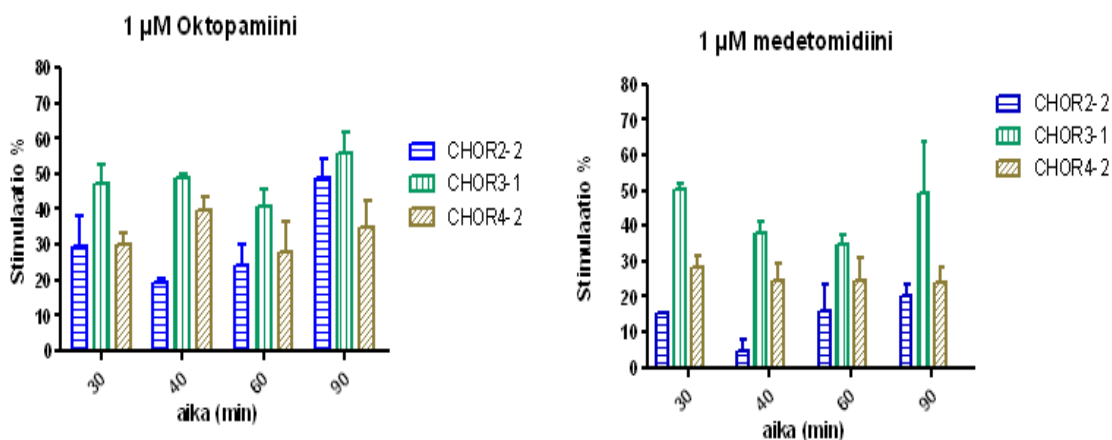 1 µM Oktopamiini
Stimulaatio %
80
70
60
50
40
30
20
10
0
30
40
60
90
aika (min)
CHOR2-2
CHOR3-1
CHOR4-2
1 µM medetomidiini
Stimulaatio %
80
70
60
50
40
30
20
10
0
30
40
60
90
aika (min)
CHOR2-2
CHOR3-1
CHOR4-2